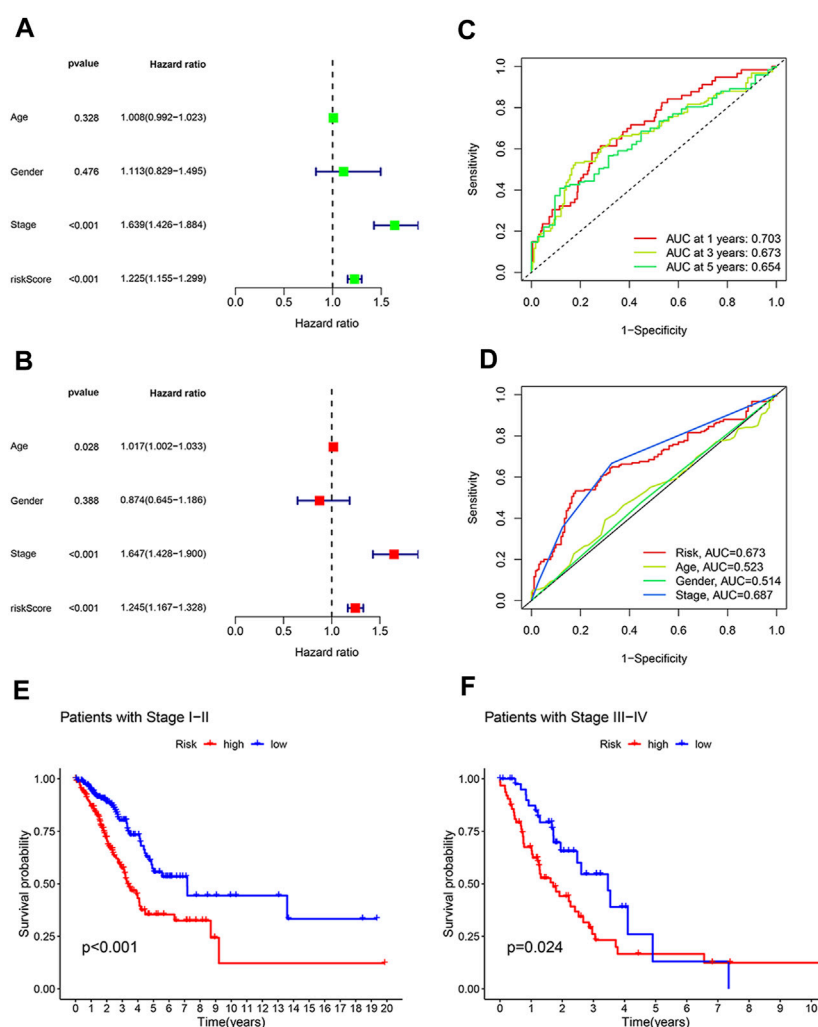 A
pvalue Hazard ratio
Age 0.328 1.008(0.992−1.023)
Gender 0.476 1.113(0.829−1.495)
Stage <0.001 1.639(1.426−1.884)
riskScore <0.001 1.225(1.155−1.299)
0.0 0.5 1.0 1.5
Hazard ratio
C
Sensitivity
1.0
0.8
0.6
0.4
0.2
0.0
AUC at 1 years: 0.703
AUC at 3 years: 0.673
AUC at 5 years: 0.654
0.0 0.2 0.4 0.6 0.8 1.0
1−Specificity
B
pvalue Hazard ratio
Age 0.028 1.017(1.002−1.033)
Gender 0.388 0.874(0.645−1.186)
Stage <0.001 1.647(1.428−1.900)
riskScore <0.001 1.245(1.167−1.328)
0.0 0.5 1.0 1.5
Hazard ratio
D
Sensitivity
1.0
0.8
0.6
0.4
0.2
0.0
Risk, AUC=0.673
Age, AUC=0.523
Gender, AUC=0.514
Stage, AUC=0.687
0.0 0.2 0.4 0.6 0.8 1.0
1−Specificity
E
Patients with Stage I−II
Risk high low
Survival probability
1.00
0.75
0.50
0.25
0.00
p<0.001
0 1 2 3 4 5 6 7 8 9 10 11 12 13 14 15 16 17 18 19 20
Time(years)
F
Patients with Stage III−IV
Risk high low
Survival probability
1.00
0.75
0.50
0.25
0.00
p=0.024
0 1 2 3 4 5 6 7 8 9 10
Time(years)